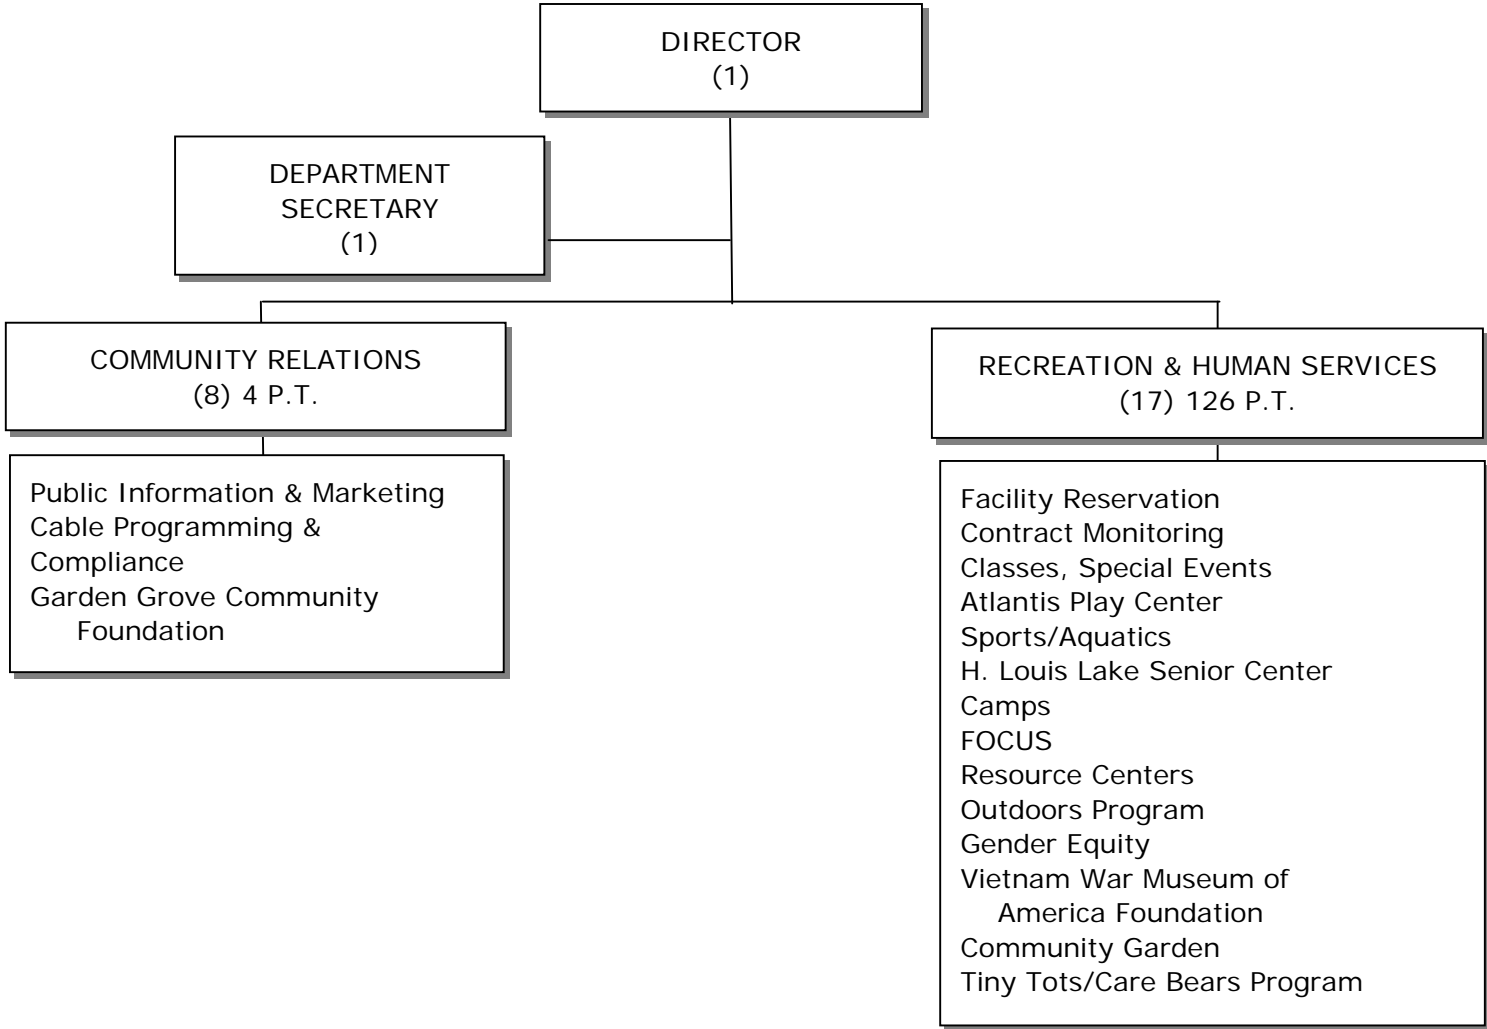 DIRECTOR
(1)
DEPARTMENT
SECRETARY
(1)
COMMUNITY RELATIONS
(8) 4 P.T.
Public Information & Marketing
Cable Programming &
Compliance
Garden Grove Community
Foundation
RECREATION & HUMAN SERVICES
(17) 126 P.T.
Facility Reservation
Contract Monitoring
Classes, Special Events
Atlantis Play Center
Sports/Aquatics
H. Louis Lake Senior Center
Camps
FOCUS
Resource Centers
Outdoors Program
Gender Equity
Vietnam War Museum of
America Foundation
Community Garden
Tiny Tots/Care Bears Program